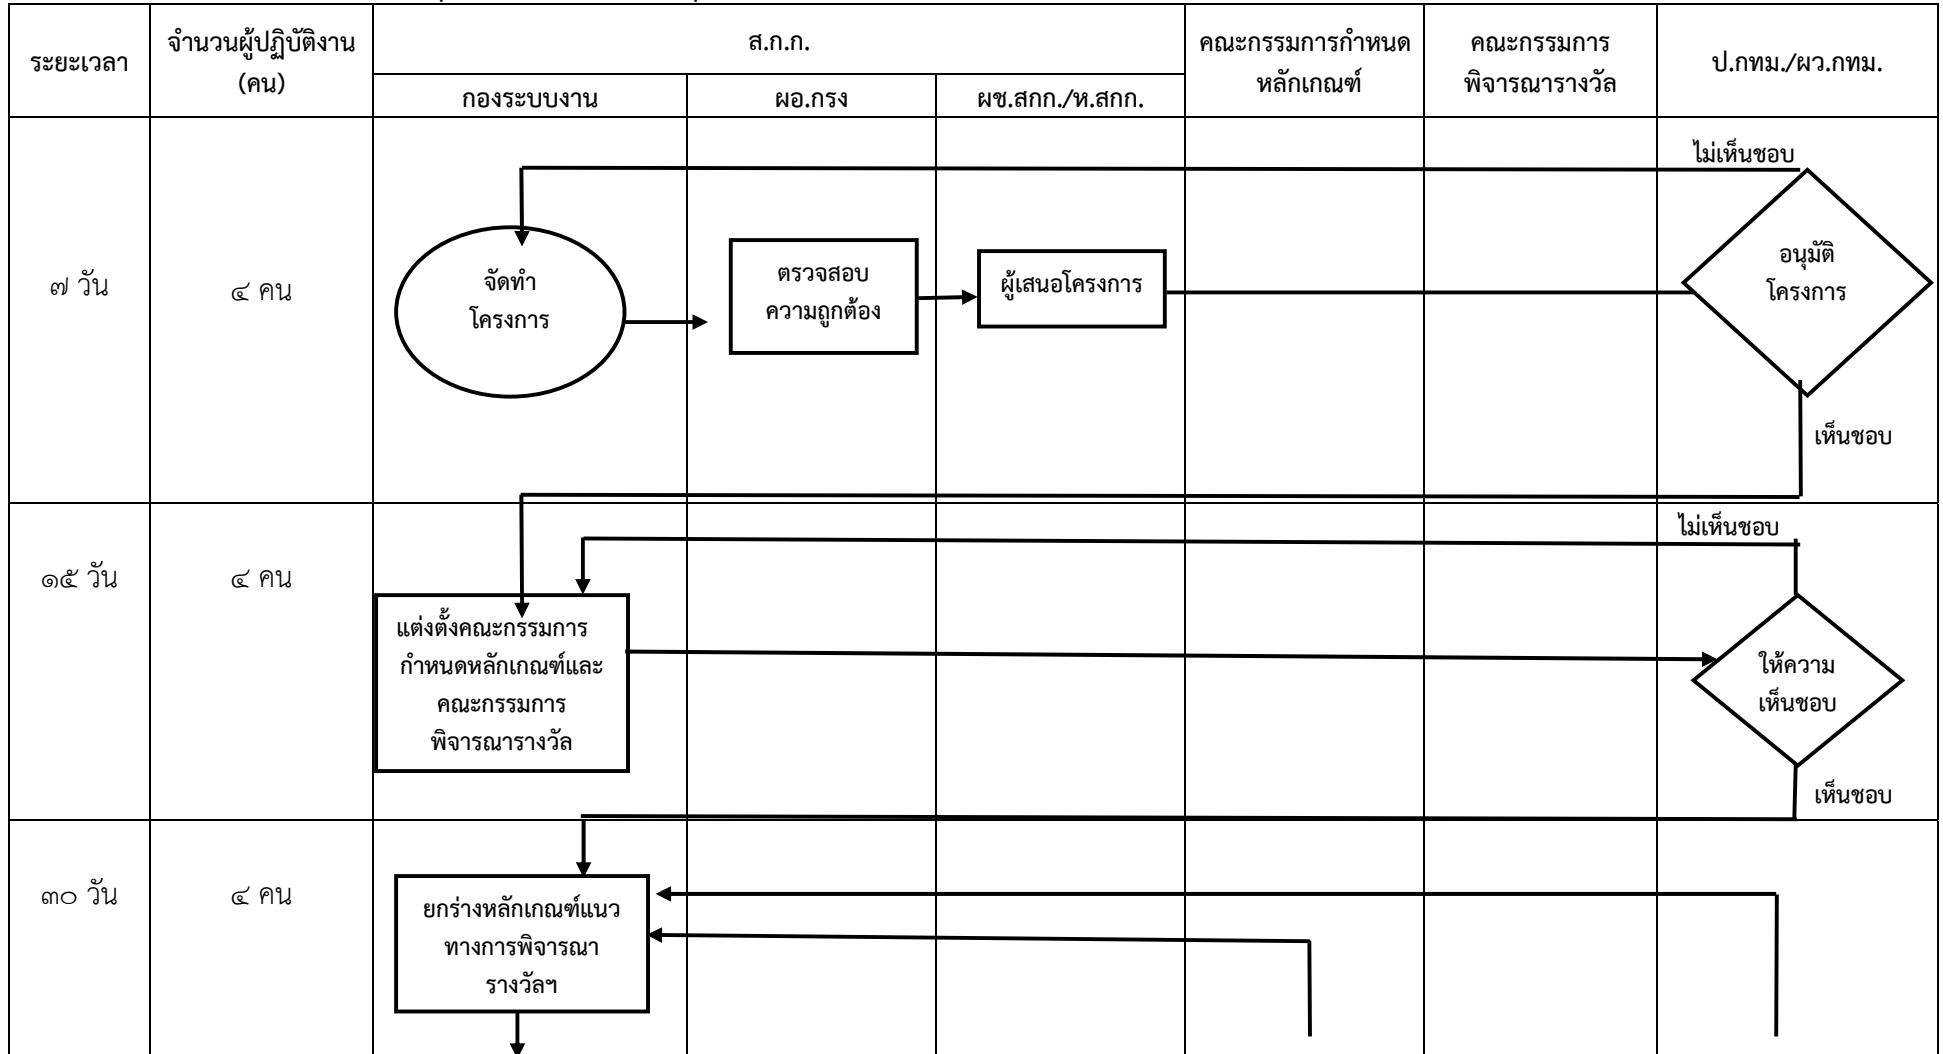 ระยะเวลา
จำนวนผู้ปฏิบัติงาน
(คน)
ส.ก.ก.
กองระบบงาน
ผอ.กรง
ผช.สกก./ห.สกก.
คณะกรรมการกำหนด
หลักเกณฑ์
คณะกรรมการ
พิจารณารางวัล
ป.กทม./ผว.กทม.
ไม่เห็นชอบ
๗ วัน
๔ คน
จัดทำ
โครงการ
ตรวจสอบ
ความถูกต้อง
ผู้เสนอโครงการ
อนุมัติ
โครงการ
เห็นชอบ
ไม่เห็นชอบ
๑๕ วัน
๔ คน
แต่งตั้งคณะกรรมการ
กำหนดหลักเกณฑ์และ
คณะกรรมการ
พิจารณารางวัล
ให้ความ
เห็นชอบ
เห็นชอบ
๓๐ วัน
๔ คน
ยกร่างหลักเกณฑ์แนว
ทางการพิจารณา
รางวัลฯ